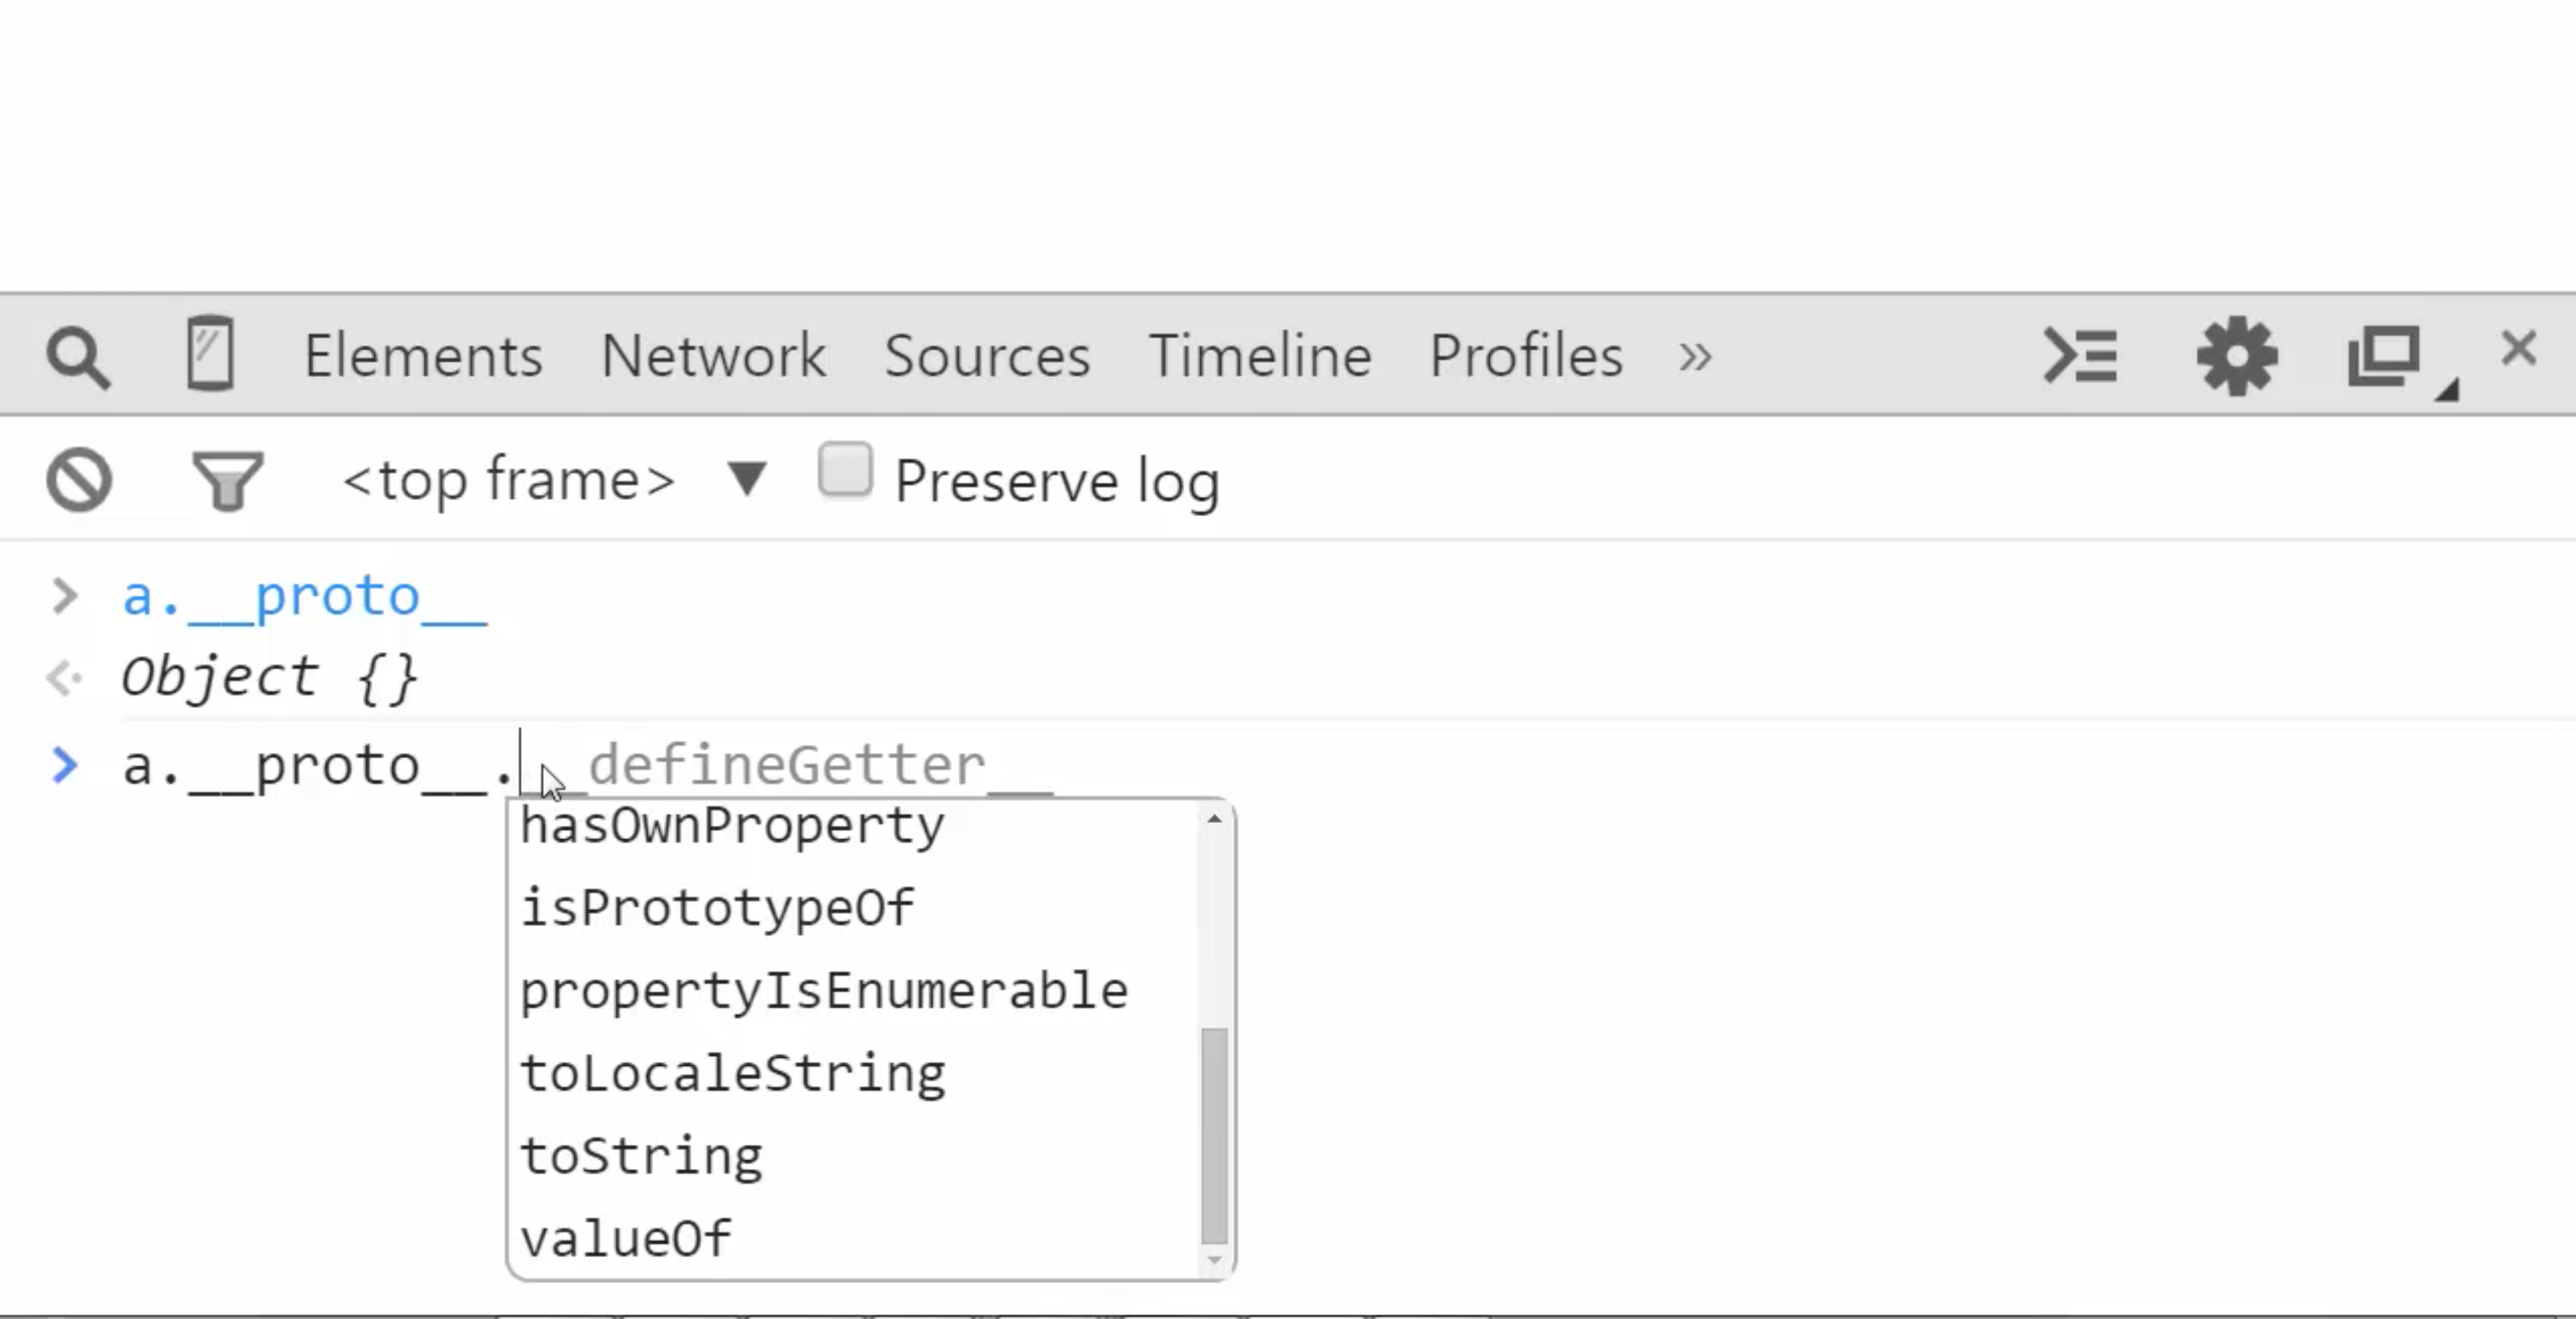 Elements Network Sources Timeline Profiles »
<top frame> ▼ Preserve log
> a.__proto__
<· Object {}
> a.__proto__.__defineGetter__
hasOwnProperty
isPrototypeOf
propertyIsEnumerable
toLocaleString
toString
valueOf